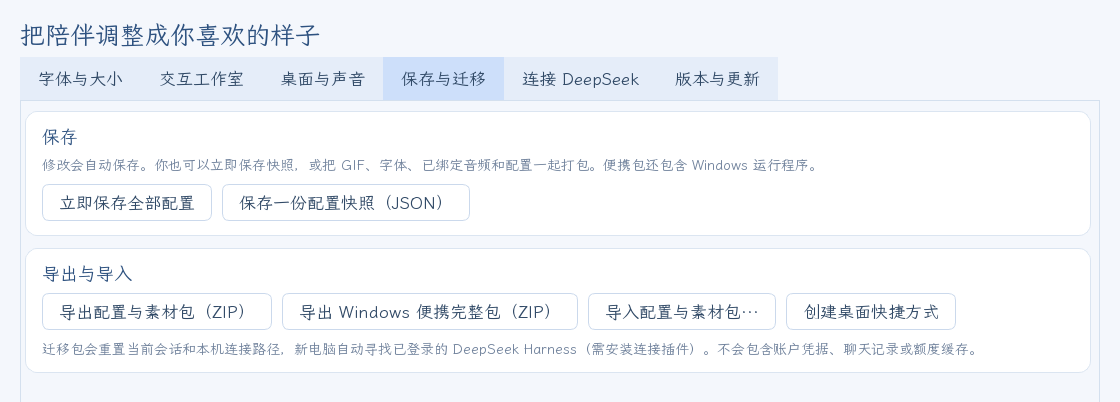 把陪伴调整成你喜欢的样子
字体与大小 交互工作室 桌面与声音 保存与迁移 连接 DeepSeek 版本与更新
保存
修改会自动保存。你也可以立即保存快照，或把 GIF、字体、已绑定音频和配置一起打包。便携包还包含 Windows 运行程序。
立即保存全部配置 保存一份配置快照（JSON）
导出与导入
导出配置与素材包（ZIP） 导出 Windows 便携完整包（ZIP） 导入配置与素材包… 创建桌面快捷方式
迁移包会重置当前会话和本机连接路径，新电脑自动寻找已登录的 DeepSeek Harness（需安装连接插件）。不会包含账户凭据、聊天记录或额度缓存。